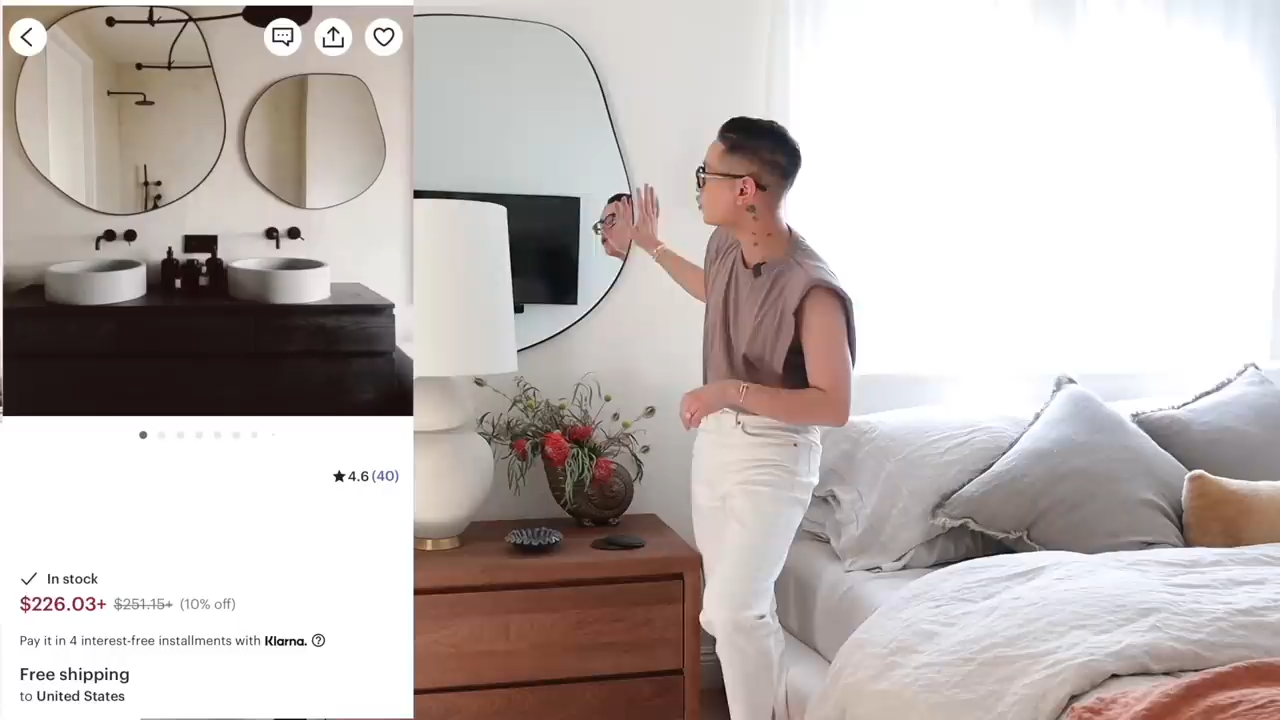 ★4.6 (40)
In stock
$226.03+ $251.15+ (10% off)
Pay it in 4 interest-free installments with Klarna. ?
Free shipping
to United States